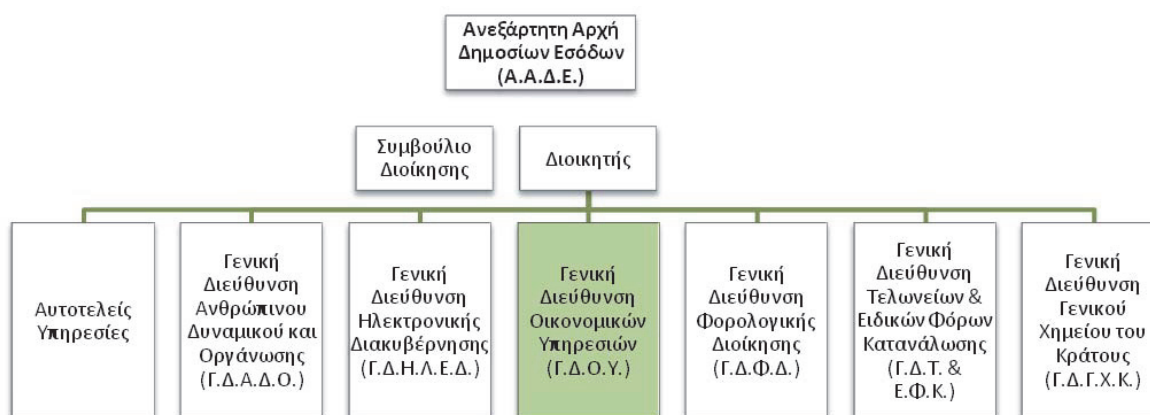 Ανεξάρτητη Αρχή
Δημοσίων Εσόδων
(Α.Α.Δ.Ε.)
Συμβούλιο
Διοίκησης
Διοικητής
Αυτοτελείς
Υπηρεσίες
Γενική
Διεύθυνση
Ανθρώπινου
Δυναμικού και
Οργάνωσης
(Γ.Δ.Α.Δ.Ο.)
Γενική
Διεύθυνση
Ηλεκτρονικής
Διακυβέρνησης
(Γ.Δ.Η.Λ.Ε.Δ.)
Γενική
Διεύθυνση
Οικονομικών
Υπηρεσιών
(Γ.Δ.Ο.Υ.)
Γενική
Διεύθυνση
Φορολογικής
Διοίκησης
(Γ.Δ.Φ.Δ.)
Γενική
Διεύθυνση
Τελωνείων &
Ειδικών Φόρων
Κατανάλωσης
(Γ.Δ.Τ. &
Ε.Φ.Κ.)
Γενική
Διεύθυνση
Γενικού
Χημείου του
Κράτους
(Γ.Δ.Γ.Χ.Κ.)